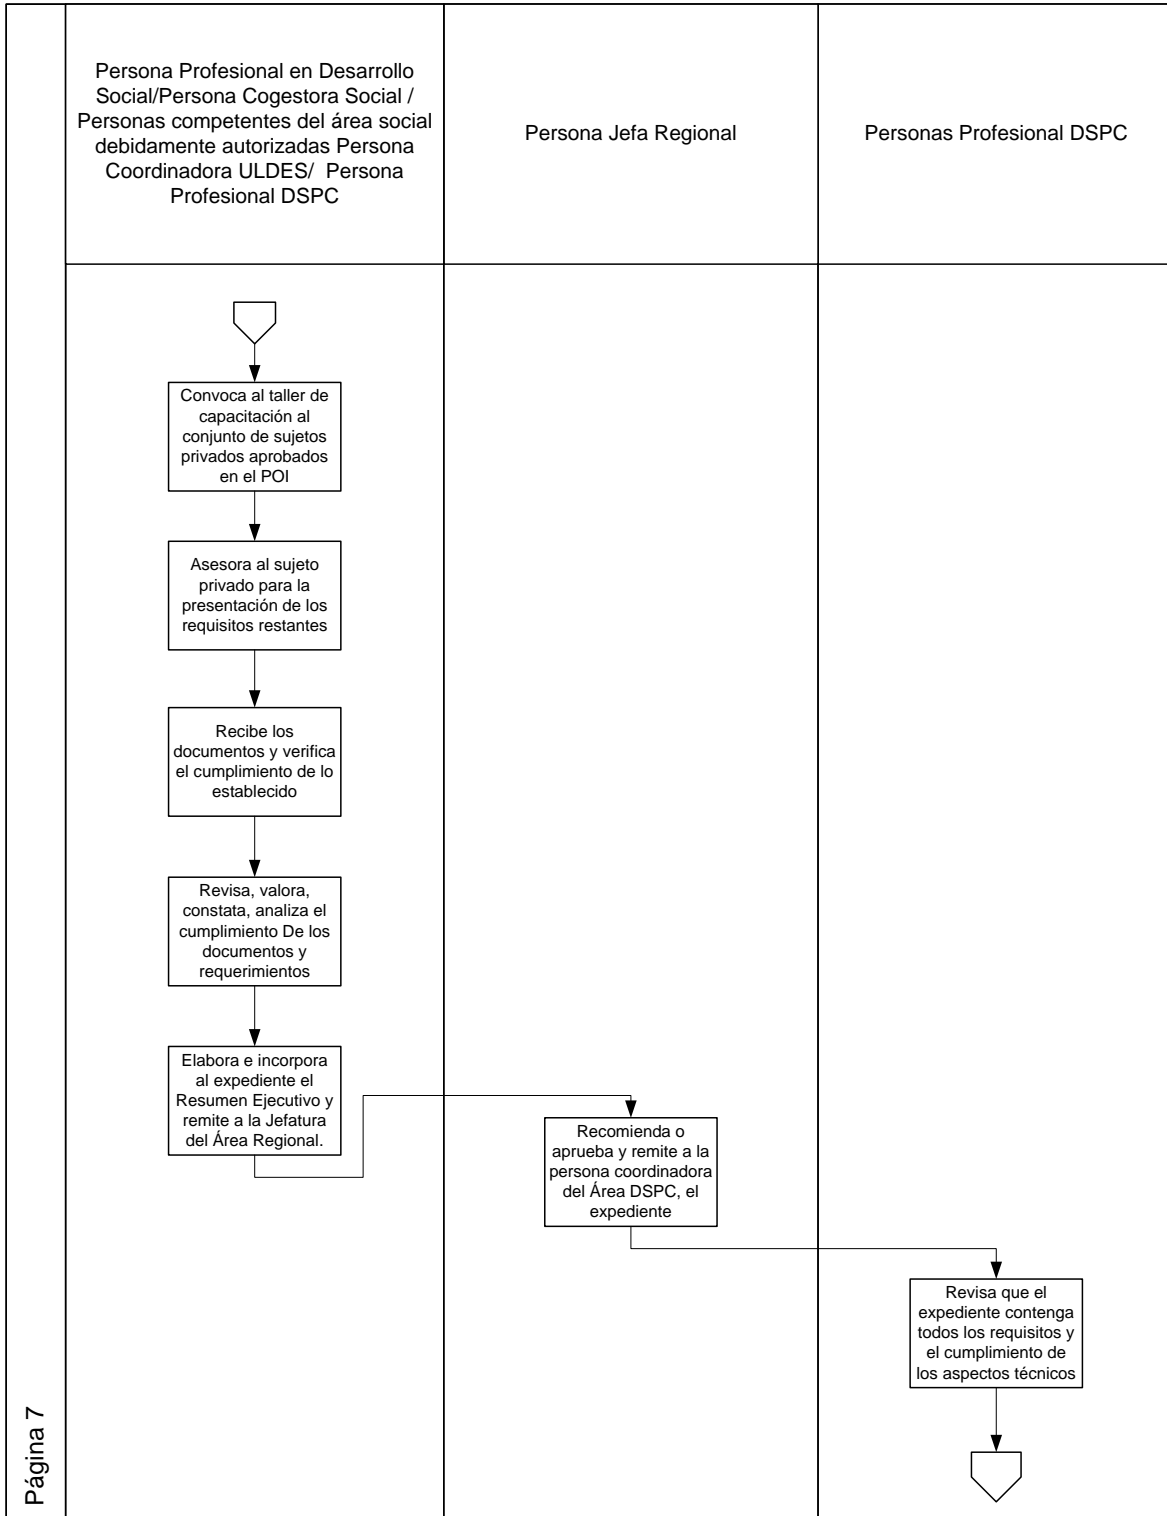 Persona Profesional en Desarrollo
Social/Persona Cogestora Social /
Personas competentes del área social
debidamente autorizadas Persona
Coordinadora ULDES/  Persona
Profesional DSPC
Persona Jefa Regional
Personas Profesional DSPC
Convoca al taller de
capacitación al
conjunto de sujetos
privados aprobados
en el POI
Asesora al sujeto
privado para la
presentación de los
requisitos restantes
Recibe los
documentos y verifica
el cumplimiento de lo
establecido
Revisa, valora,
constata, analiza el
cumplimiento De los
documentos y
requerimientos
Elabora e incorpora
al expediente el
Resumen Ejecutivo y
remite a la Jefatura
del Área Regional.
Recomienda o
aprueba y remite a la
persona coordinadora
del Área DSPC, el
expediente
Revisa que el
expediente contenga
todos los requisitos y
el cumplimiento de
los aspectos técnicos
Página 7